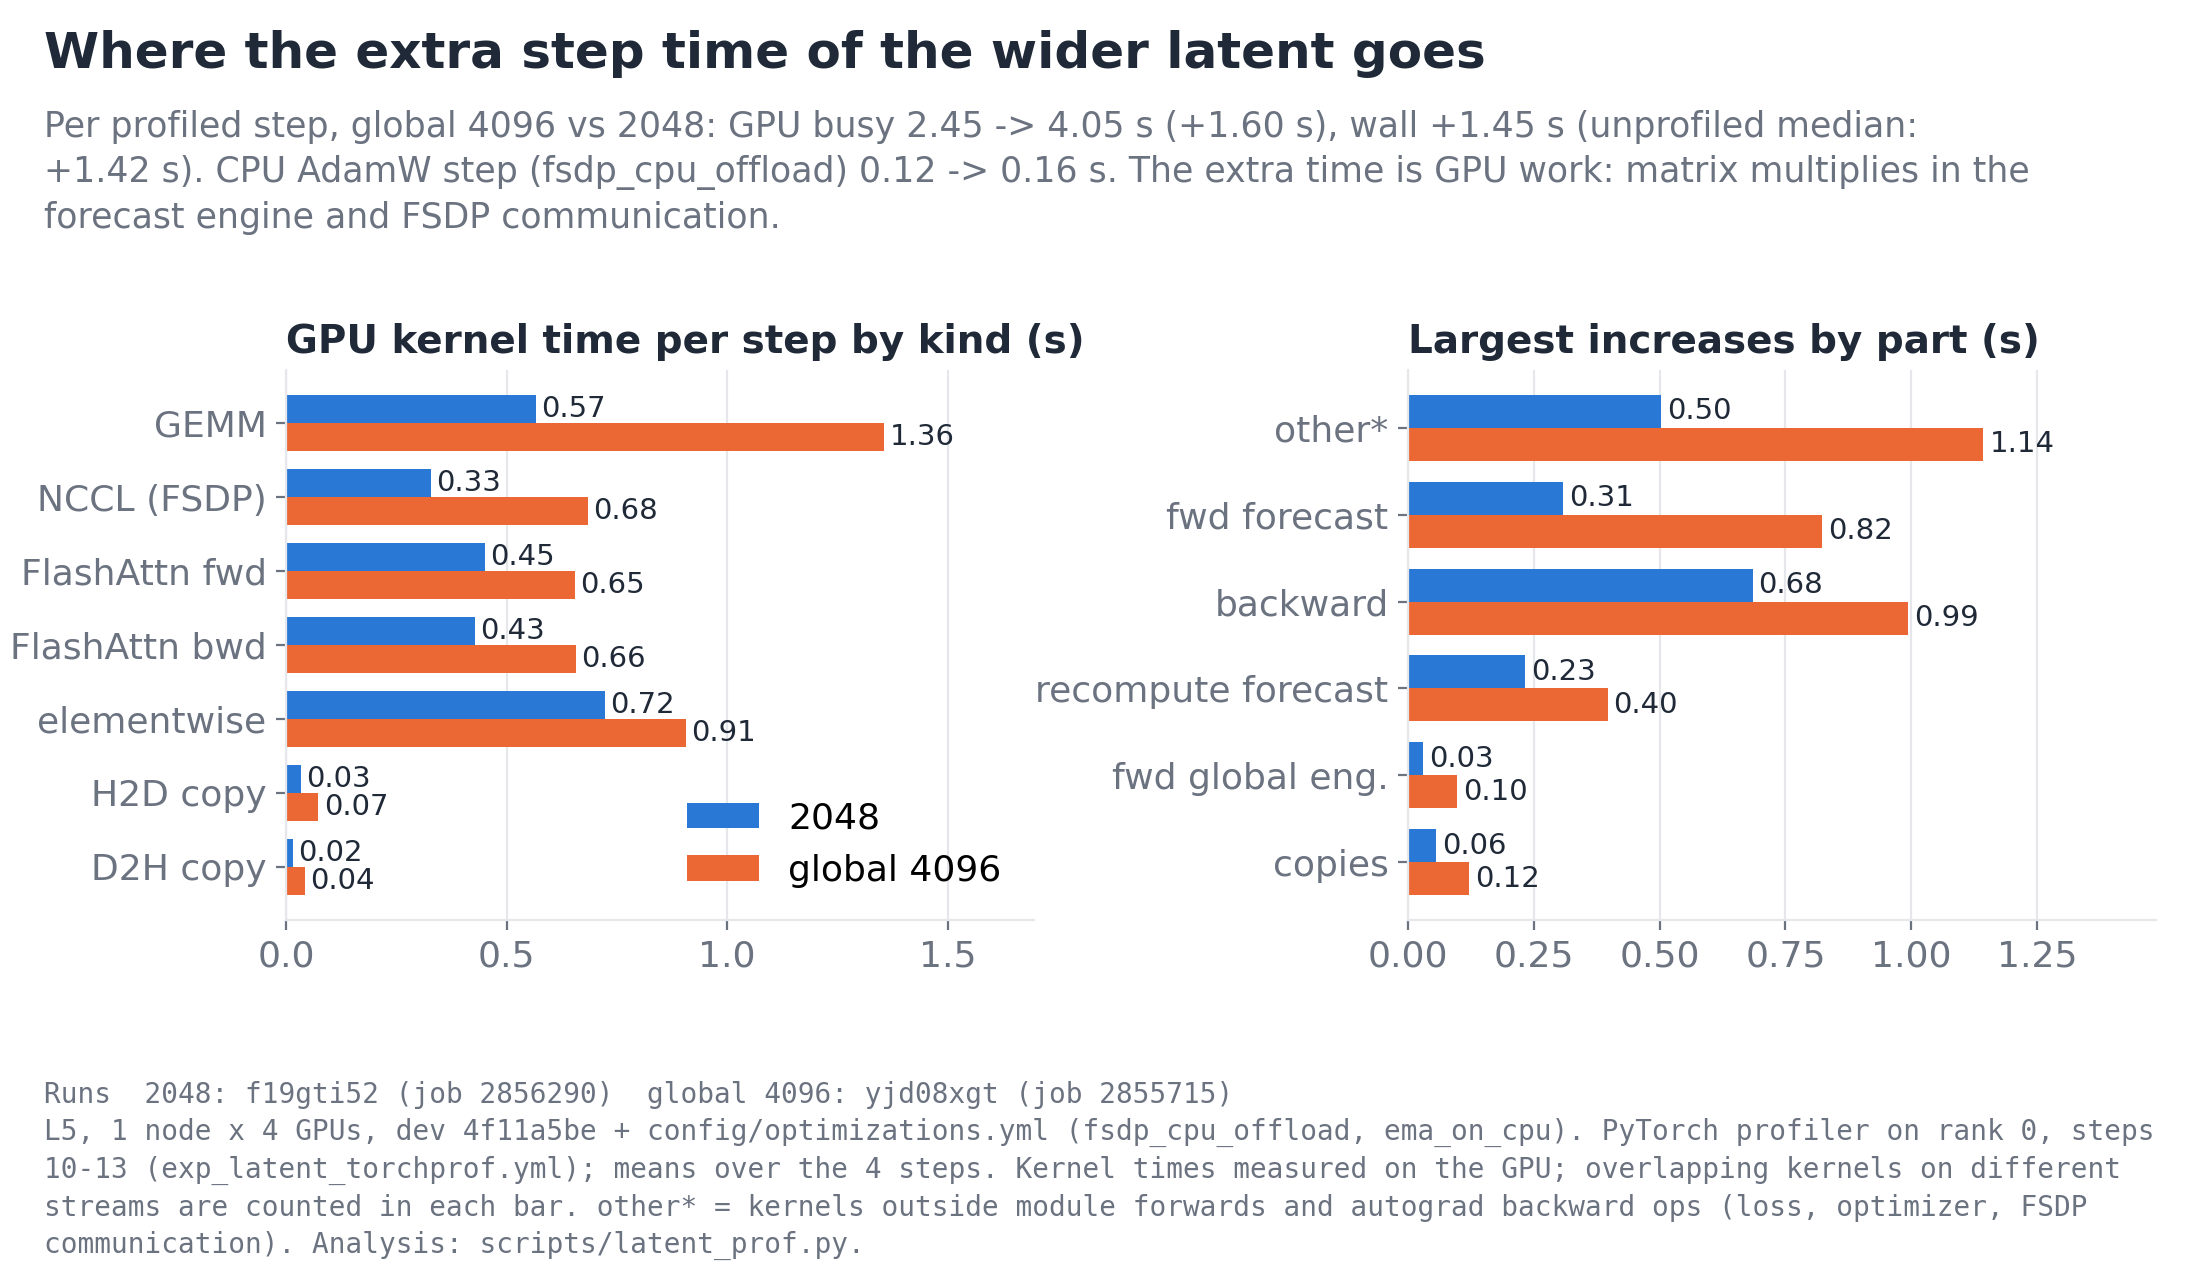 Where the extra step time of the wider latent goes
Per profiled step, global 4096 vs 2048: GPU busy 2.45 -> 4.05 s (+1.60 s), wall +1.45 s (unprofiled median:
+1.42 s). CPU AdamW step (fsdp_cpu_offload) 0.12 -> 0.16 s. The extra time is GPU work: matrix multiplies in the
forecast engine and FSDP communication.
GPU kernel time per step by kind (s)
GEMM
0.57
1.36
NCCL (FSDP)
0.33
0.68
FlashAttn fwd
0.45
0.65
FlashAttn bwd
0.43
0.66
elementwise
0.72
0.91
H2D copy
0.03
0.07
D2H copy
0.02
0.04
2048
global 4096
0.0 0.5 1.0 1.5
Largest increases by part (s)
other*
0.50
1.14
fwd forecast
0.31
0.82
backward
0.68
0.99
recompute forecast
0.23
0.40
fwd global eng.
0.03
0.10
copies
0.06
0.12
0.00 0.25 0.50 0.75 1.00 1.25
Runs  2048: f19gti52 (job 2856290)  global 4096: yjd08xgt (job 2855715)
L5, 1 node x 4 GPUs, dev 4f11a5be + config/optimizations.yml (fsdp_cpu_offload, ema_on_cpu). PyTorch profiler on rank 0, steps
10-13 (exp_latent_torchprof.yml); means over the 4 steps. Kernel times measured on the GPU; overlapping kernels on different
streams are counted in each bar. other* = kernels outside module forwards and autograd backward ops (loss, optimizer, FSDP
communication). Analysis: scripts/latent_prof.py.